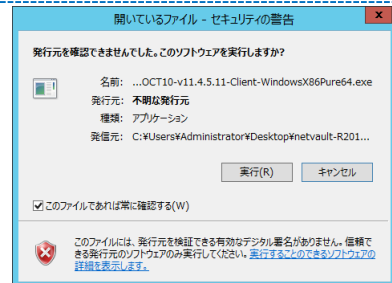 開いているファイル - セキュリティの警告
x
発行元を確認できませんでした。このソフトウェアを実行しますか?
名前: ...OCT10-v11.4.5.11-Client-WindowsX86Pure64.exe
発行元: 不明な発行元
種類: アプリケーション
発信元: C:¥Users¥Administrator¥Desktop¥netvault-R201...
実行(R) キャンセル
このファイルであれば常に確認する(W)
このファイルには、発行元を検証できる有効なデジタル署名がありません。信頼で
きる発行元のソフトウェアのみ実行してください。実行することのできるソフトウェアの
詳細を表示します。